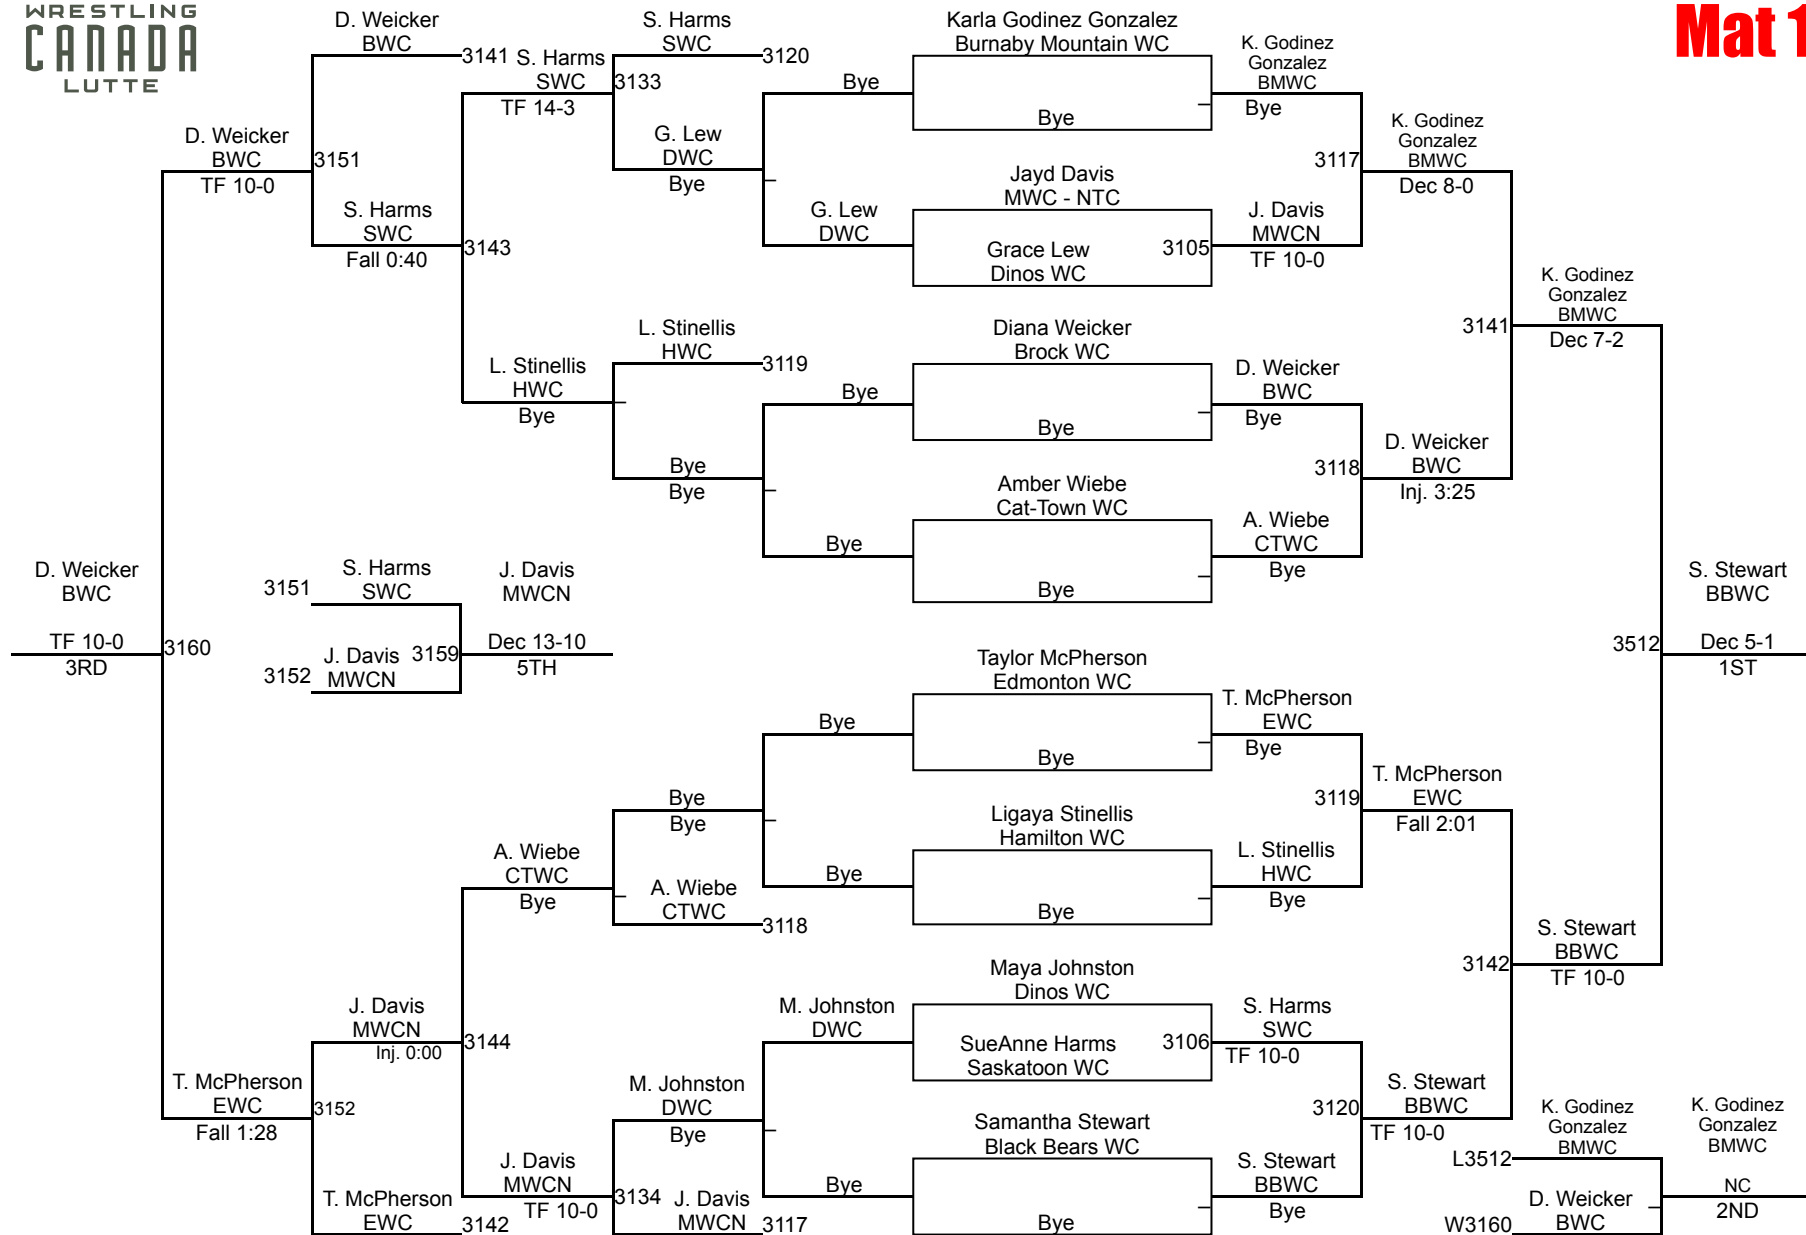 WRESTLING
CANADA
LUTTE
Mat 1
D. Weicker
BWC
3141
S. Harms
SWC
TF 14-3
3133
S. Harms
SWC
3120
G. Lew
DWC
Bye
D. Weicker
BWC
TF 10-0
3151
S. Harms
SWC
Fall 0:40
3143
L. Stinellis
HWC
Bye
L. Stinellis
HWC
3119
Bye
Bye
Bye
G. Lew
DWC
Bye
Bye
Karla Godinez Gonzalez
Burnaby Mountain WC
Bye
Jayd Davis
MWC - NTC
Grace Lew
Dinos WC
3105
Diana Weicker
Brock WC
Bye
Amber Wiebe
Cat-Town WC
Bye
K. Godinez
Gonzalez
BMWC
Bye
3117
J. Davis
MWCN
TF 10-0
K. Godinez
Gonzalez
BMWC
Dec 8-0
D. Weicker
BWC
Bye
3118
A. Wiebe
CTWC
Bye
D. Weicker
BWC
Inj. 3:25
3141
K. Godinez
Gonzalez
BMWC
Dec 7-2
D. Weicker
BWC
TF 10-0
3RD
3160
3151
S. Harms
SWC
3152
J. Davis
MWCN
3159
J. Davis
MWCN
Dec 13-10
5TH
3512
S. Stewart
BBWC
Dec 5-1
1ST
Taylor McPherson
Edmonton WC
Bye
Ligaya Stinellis
Hamilton WC
Bye
Maya Johnston
Dinos WC
SueAnne Harms
Saskatoon WC
3106
Samantha Stewart
Black Bears WC
Bye
Bye
Bye
Bye
Bye
A. Wiebe
CTWC
Bye
A. Wiebe
CTWC
3118
M. Johnston
DWC
Bye
M. Johnston
DWC
Bye
J. Davis
MWCN
Inj. 0:00
3144
T. McPherson
EWC
Fall 1:28
3152
T. McPherson
EWC
3142
J. Davis
MWCN
TF 10-0
3134
J. Davis
MWCN
3117
T. McPherson
EWC
Bye
3119
L. Stinellis
HWC
Bye
T. McPherson
EWC
Fall 2:01
3142
S. Stewart
BBWC
TF 10-0
S. Harms
SWC
TF 10-0
3120
S. Stewart
BBWC
Bye
S. Stewart
BBWC
TF 10-0
L3512
K. Godinez
Gonzalez
BMWC
W3160
D. Weicker
BWC
K. Godinez
Gonzalez
BMWC
NC
2ND